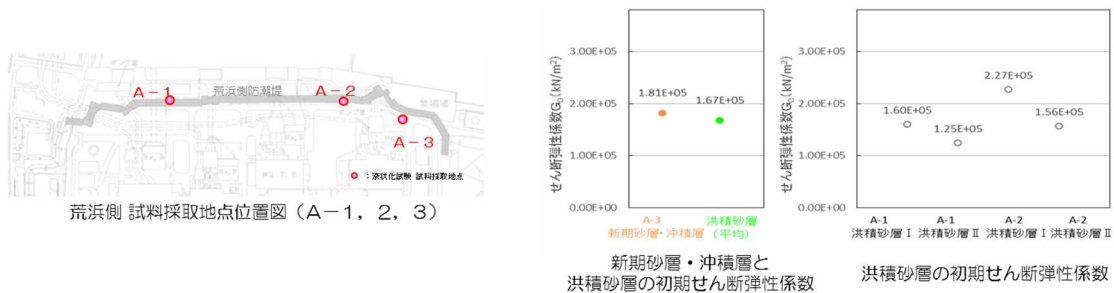 A-1
荒浜側防潮堤
A-2
A-3
：液状化試験 試料採取地点
荒浜側 試料採取地点位置図（A-1，2，3）
せん断弾性係数G₀(kN/m²)
3.00E+05
2.00E+05
1.00E+05
0.00E+00
1.81E+05
1.67E+05
A-3
新期砂層・沖積層
洪積砂層
（平均）
新期砂層・沖積層と
洪積砂層の初期せん断弾性係数
せん断弾性係数G₀(kN/m²)
3.00E+05
2.00E+05
1.00E+05
0.00E+00
1.60E+05
1.25E+05
2.27E+05
1.56E+05
A-1 A-1 A-2 A-2
洪積砂層Ⅰ 洪積砂層Ⅱ 洪積砂層Ⅰ 洪積砂層Ⅱ
洪積砂層の初期せん断弾性係数